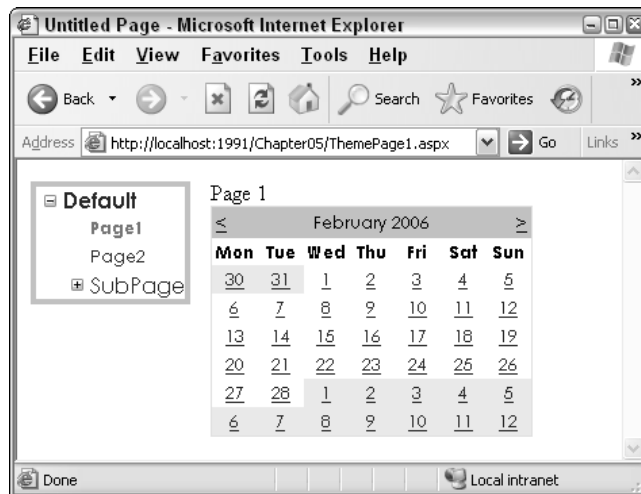 Untitled Page - Microsoft Internet Explorer
File Edit View Favorites Tools Help
Back Search Favorites »
Address http://localhost:1991/Chapter05/ThemePage1.aspx Go Links »
Default
Page1
Page2
SubPage
Page 1
< February 2006 >
Mon Tue Wed Thu Fri Sat Sun
30 31 1 2 3 4 5
6 7 8 9 10 11 12
13 14 15 16 17 18 19
20 21 22 23 24 25 26
27 28 1 2 3 4 5
6 7 8 9 10 11 12
Done Local intranet